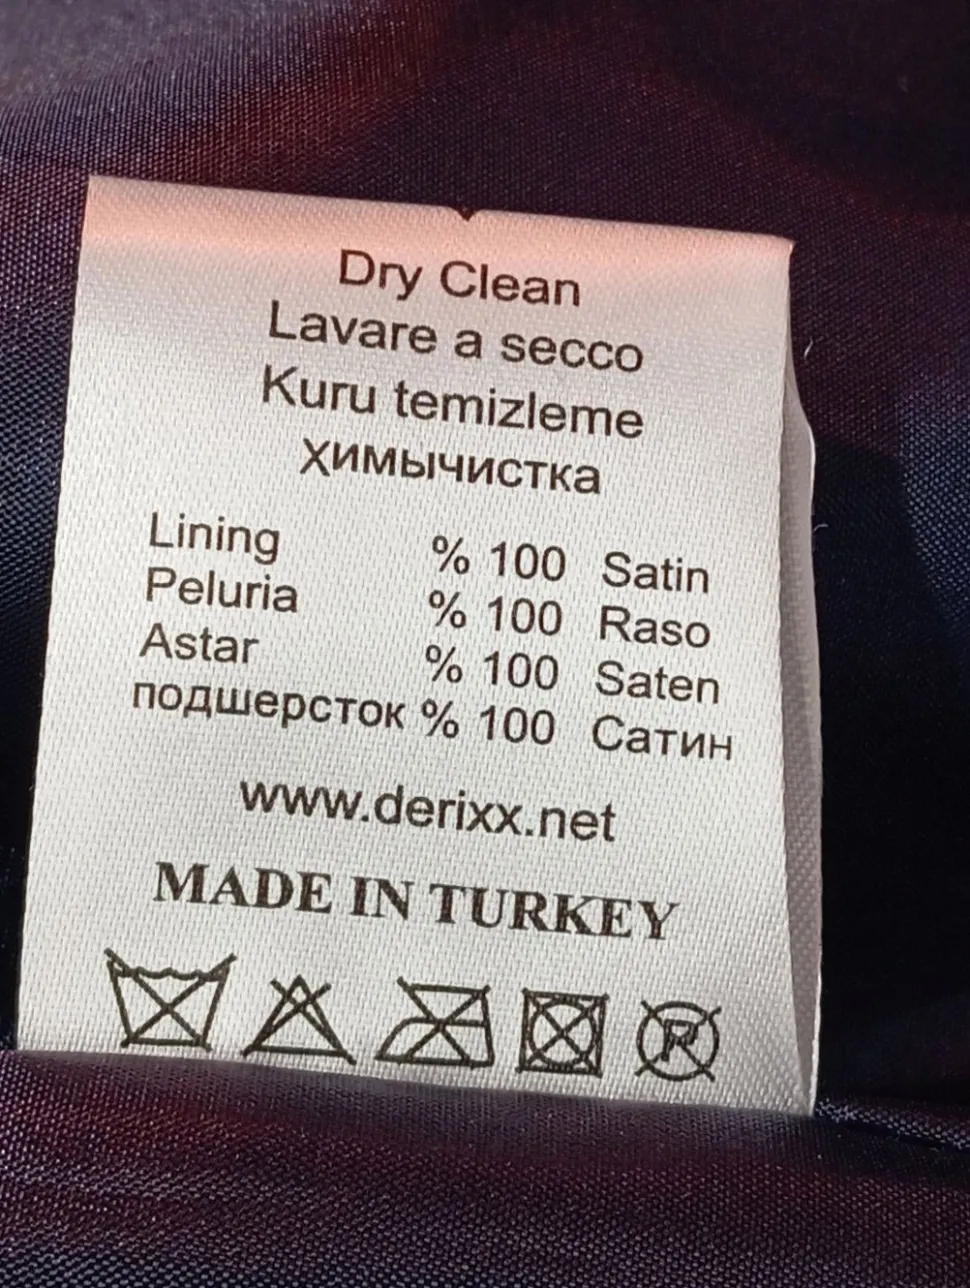 Dry Clean
Lavare a secco
Kuru temizleme
химычистка
Lining % 100 Satin
Peluria % 100 Raso
Astar % 100 Saten
подшерсток % 100 Сатин
www.derixx.net
MADE IN TURKEY
R